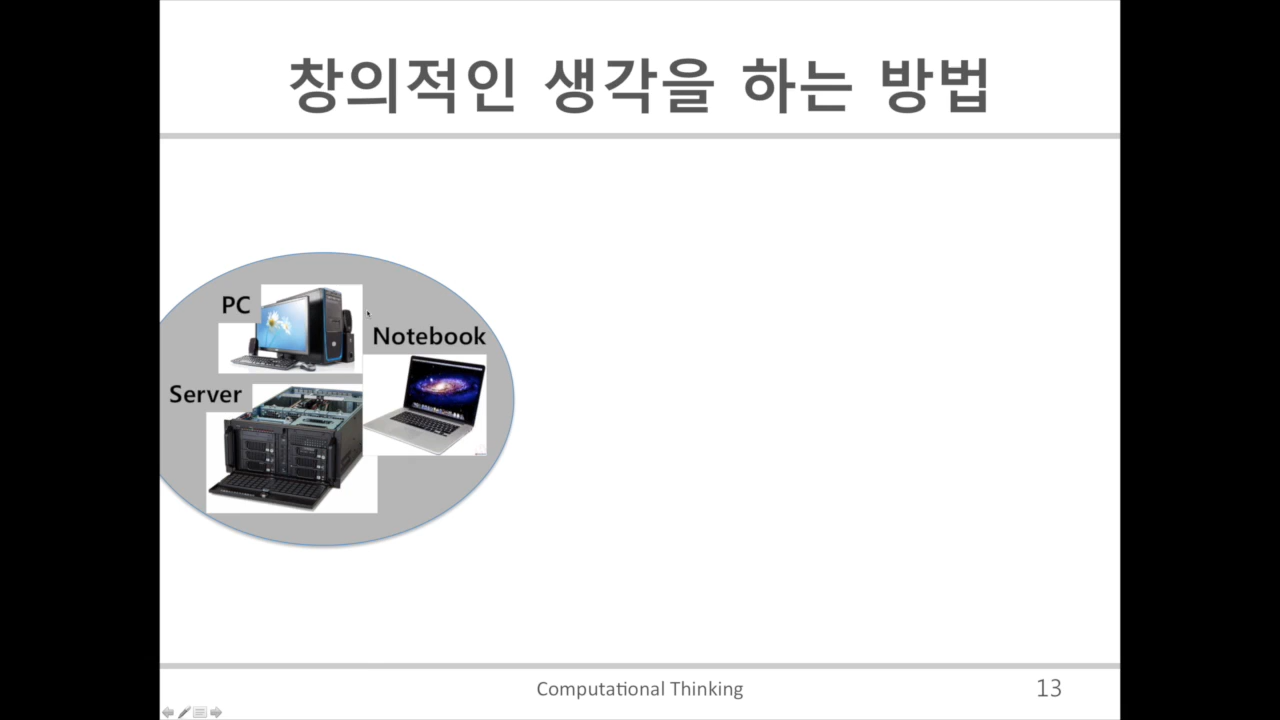 창의적인 생각을 하는 방법
PC
Notebook
Server
Computational Thinking
13